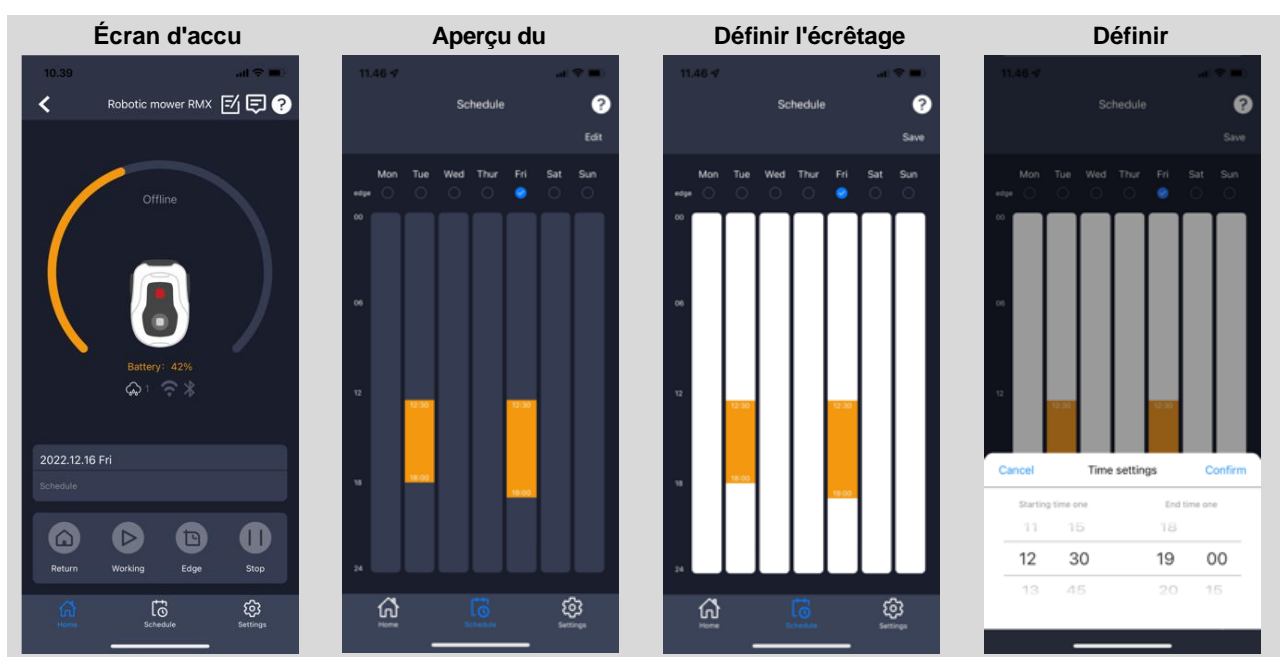 Écran d'accu
Aperçu du
Définir l'écrêtage
Définir
10.39
Robotic mower RMX
Offline
Battery: 42%
1
2022.12.16 Fri
Schedule
Return Working Edge Stop
Home Schedule Settings
11.46
Schedule
Edit
Mon Tue Wed Thur Fri Sat Sun
edge
00
06
12
12:30 12:30
18
18:00
19:00
24
Home Schedule Settings
11.46
Schedule
Save
Mon Tue Wed Thur Fri Sat Sun
edge
00
06
12
12:30 12:30
18
18:00
19:00
24
Home Schedule Settings
11.46
Schedule
Save
Mon Tue Wed Thur Fri Sat Sun
edge
00
06
12
12:30 12:30
Cancel Time settings Confirm
Starting time one End time one
11 15 18
12 30 19 00
13 45 20 15